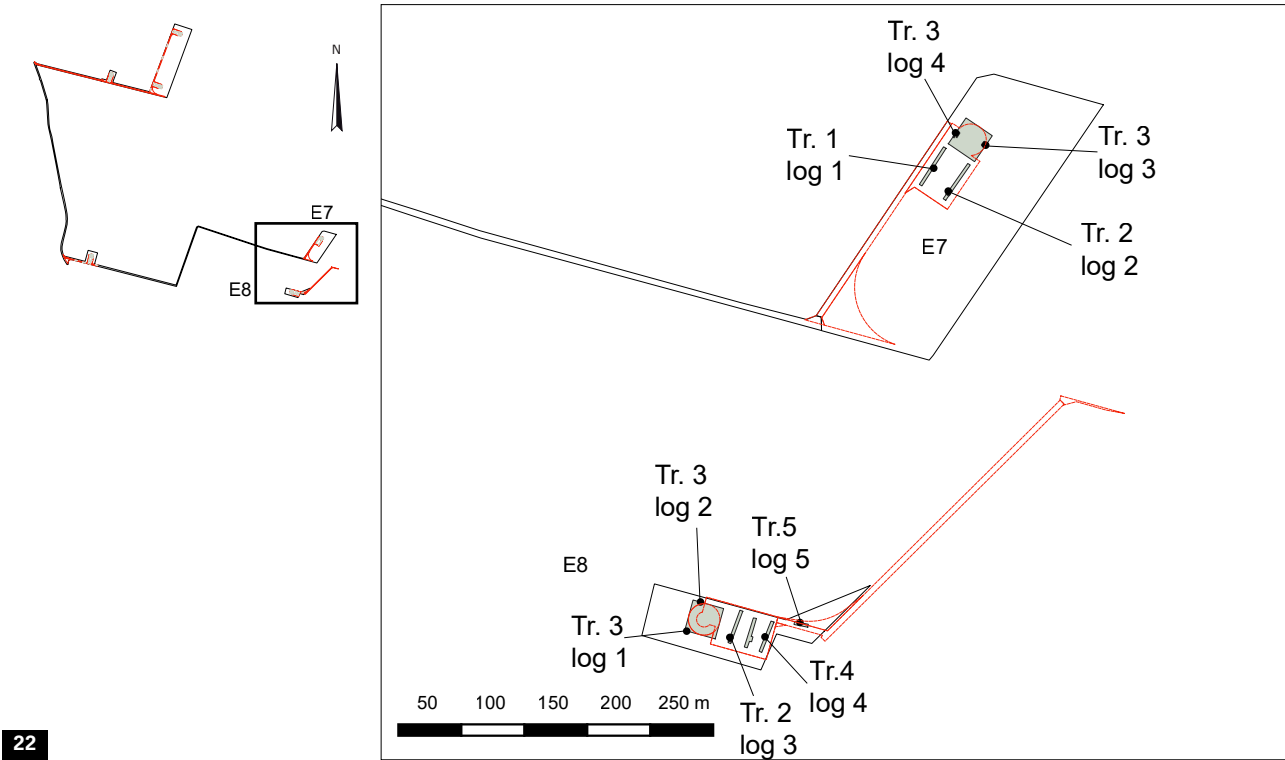 N
E7
E8
22
Tr. 3
log 4
Tr. 1
log 1
Tr. 3
log 3
Tr. 2
log 2
E7
Tr. 3
log 2
Tr.5
log 5
E8
Tr. 3
log 1
Tr.4
log 4
Tr. 2
log 3
50 100 150 200 250 m